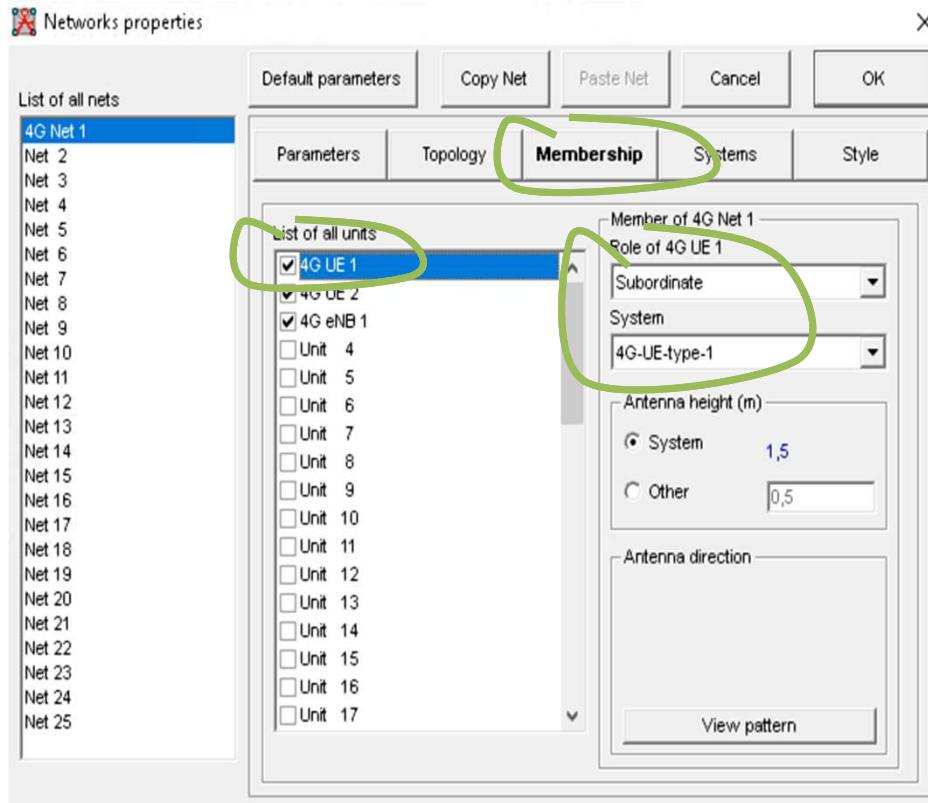 Networks properties
Default parameters
Copy Net
Paste Net
Cancel
OK
List of all nets
4G Net 1
Net 2
Net 3
Net 4
Net 5
Net 6
Net 7
Net 8
Net 9
Net 10
Net 11
Net 12
Net 13
Net 14
Net 15
Net 16
Net 17
Net 18
Net 19
Net 20
Net 21
Net 22
Net 23
Net 24
Net 25
Parameters
Topology
Membership
Systems
Style
List of all units
4G UE 1
4G UE 2
4G eNB 1
Unit 4
Unit 5
Unit 6
Unit 7
Unit 8
Unit 9
Unit 10
Unit 11
Unit 12
Unit 13
Unit 14
Unit 15
Unit 16
Unit 17
Member of 4G Net 1
Role of 4G UE 1
Subordinate
System
4G-UE-type-1
Antenna height (m)
System 1,5
Other 0,5
Antenna direction
View pattern